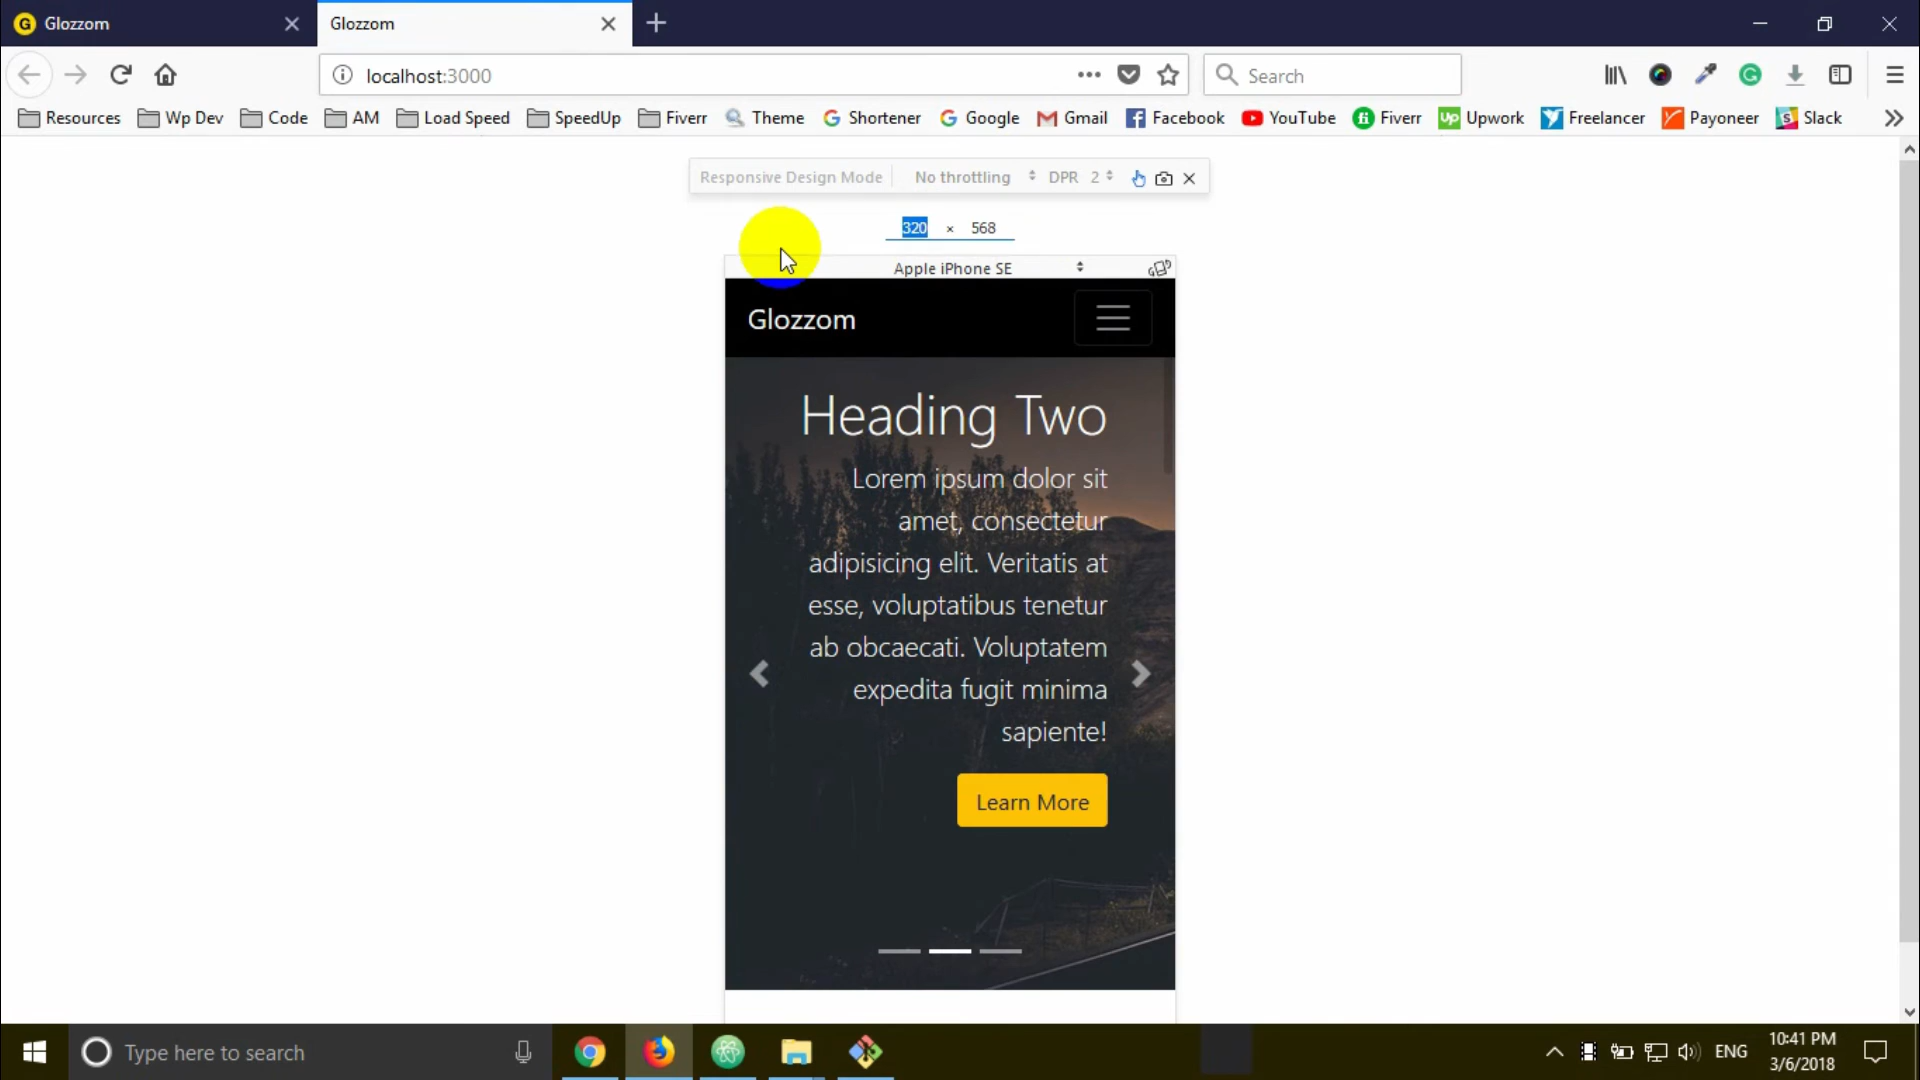 Glozzom
Glozzom
localhost:3000
Search
Resources Wp Dev Code AM Load Speed SpeedUp Fiverr Theme Shortener Google Gmail Facebook YouTube Fiverr Upwork Freelancer Payoneer Slack
Responsive Design Mode No throttling DPR 2
320 × 568
Apple iPhone SE
Glozzom
Heading Two
Lorem ipsum dolor sit
amet, consectetur
adipisicing elit. Veritatis at
esse, voluptatibus tenetur
ab obcaecati. Voluptatem
expedita fugit minima
sapiente!
Learn More
Type here to search
ENG
10:41 PM
3/6/2018